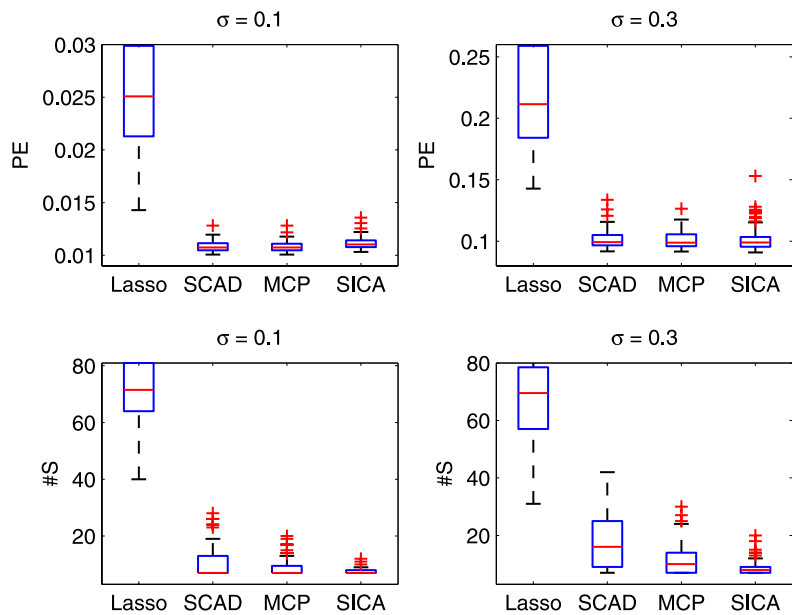 σ = 0.1
0.03
0.025
0.02
0.015
0.01
PE
Lasso SCAD MCP SICA
σ = 0.3
0.25
0.2
0.15
0.1
PE
Lasso SCAD MCP SICA
σ = 0.1
80
60
40
20
#S
Lasso SCAD MCP SICA
σ = 0.3
80
60
40
20
#S
Lasso SCAD MCP SICA